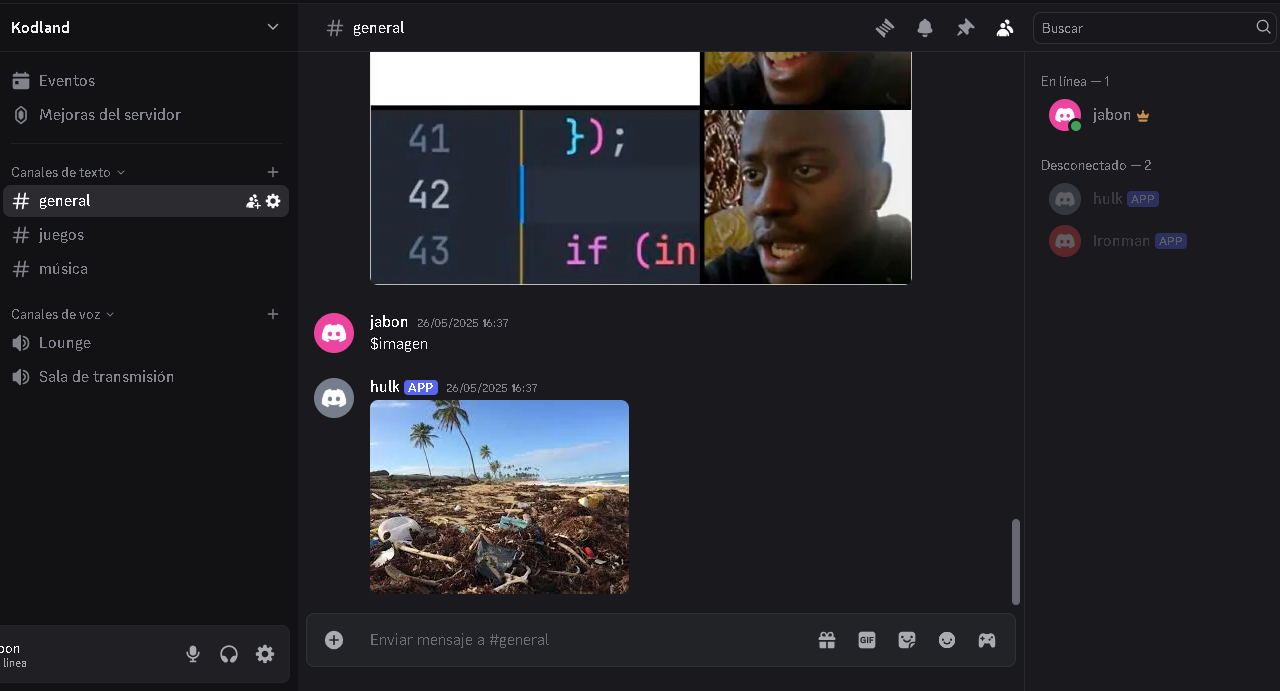 Kodland
Eventos
Mejoras del servidor
Canales de texto
general
juegos
música
Canales de voz
Lounge
Sala de transmisión
línea
general
Buscar
41 });
42
43 if (in
jabon 26/05/2025 16:37
$imagen
hulk APP 26/05/2025 16:37
Enviar mensaje a #general
GIF
En línea — 1
jabon
Desconectado — 2
hulk APP
Ironman APP